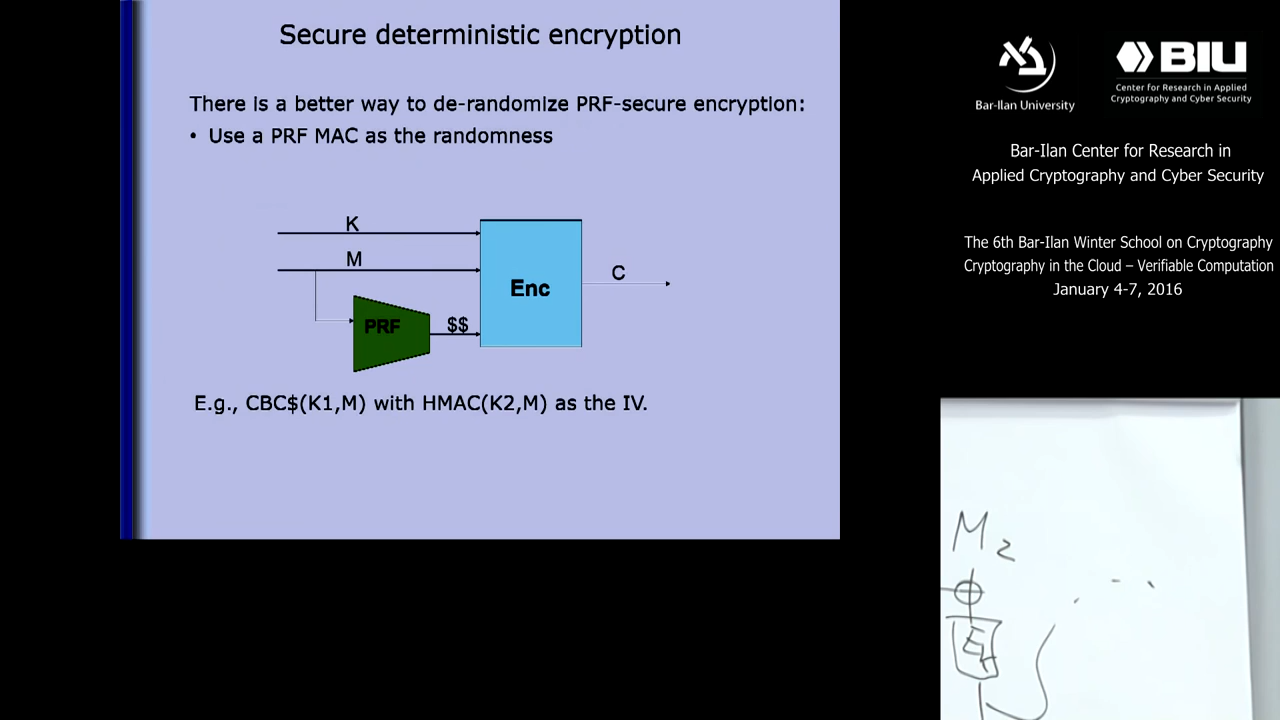 Secure deterministic encryption
There is a better way to de-randomize PRF-secure encryption:
• Use a PRF MAC as the randomness
K
M
Enc
C
PRF
$$
E.g., CBC$(K1,M) with HMAC(K2,M) as the IV.
Bar-Ilan University
BIU
Center for Research in Applied
Cryptography and Cyber Security
Bar-Ilan Center for Research in
Applied Cryptography and Cyber Security
The 6th Bar-Ilan Winter School on Cryptography
Cryptography in the Cloud – Verifiable Computation
January 4-7, 2016
M2